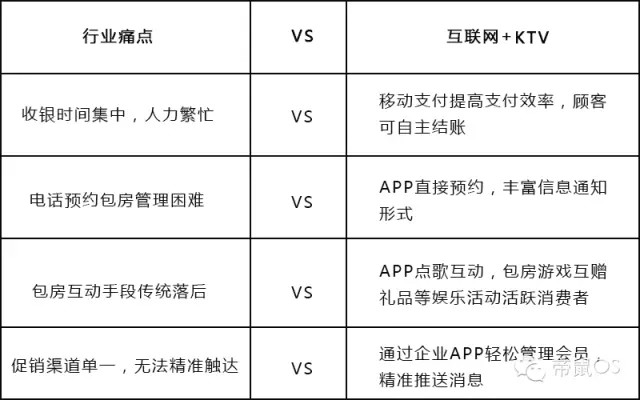 行业痛点 VS 互联网+KTV
收银时间集中，人力繁忙 VS 移动支付提高支付效率，顾客
可自主结账
电话预约包房管理困难 VS APP直接预约，丰富信息通知
形式
包房互动手段传统落后 VS APP点歌互动，包房游戏互赠
礼品等娱乐活动活跃消费者
促销渠道单一，无法精准触达 VS 通过企业APP轻松管理会员，
精准推送消息
帝鼠OS